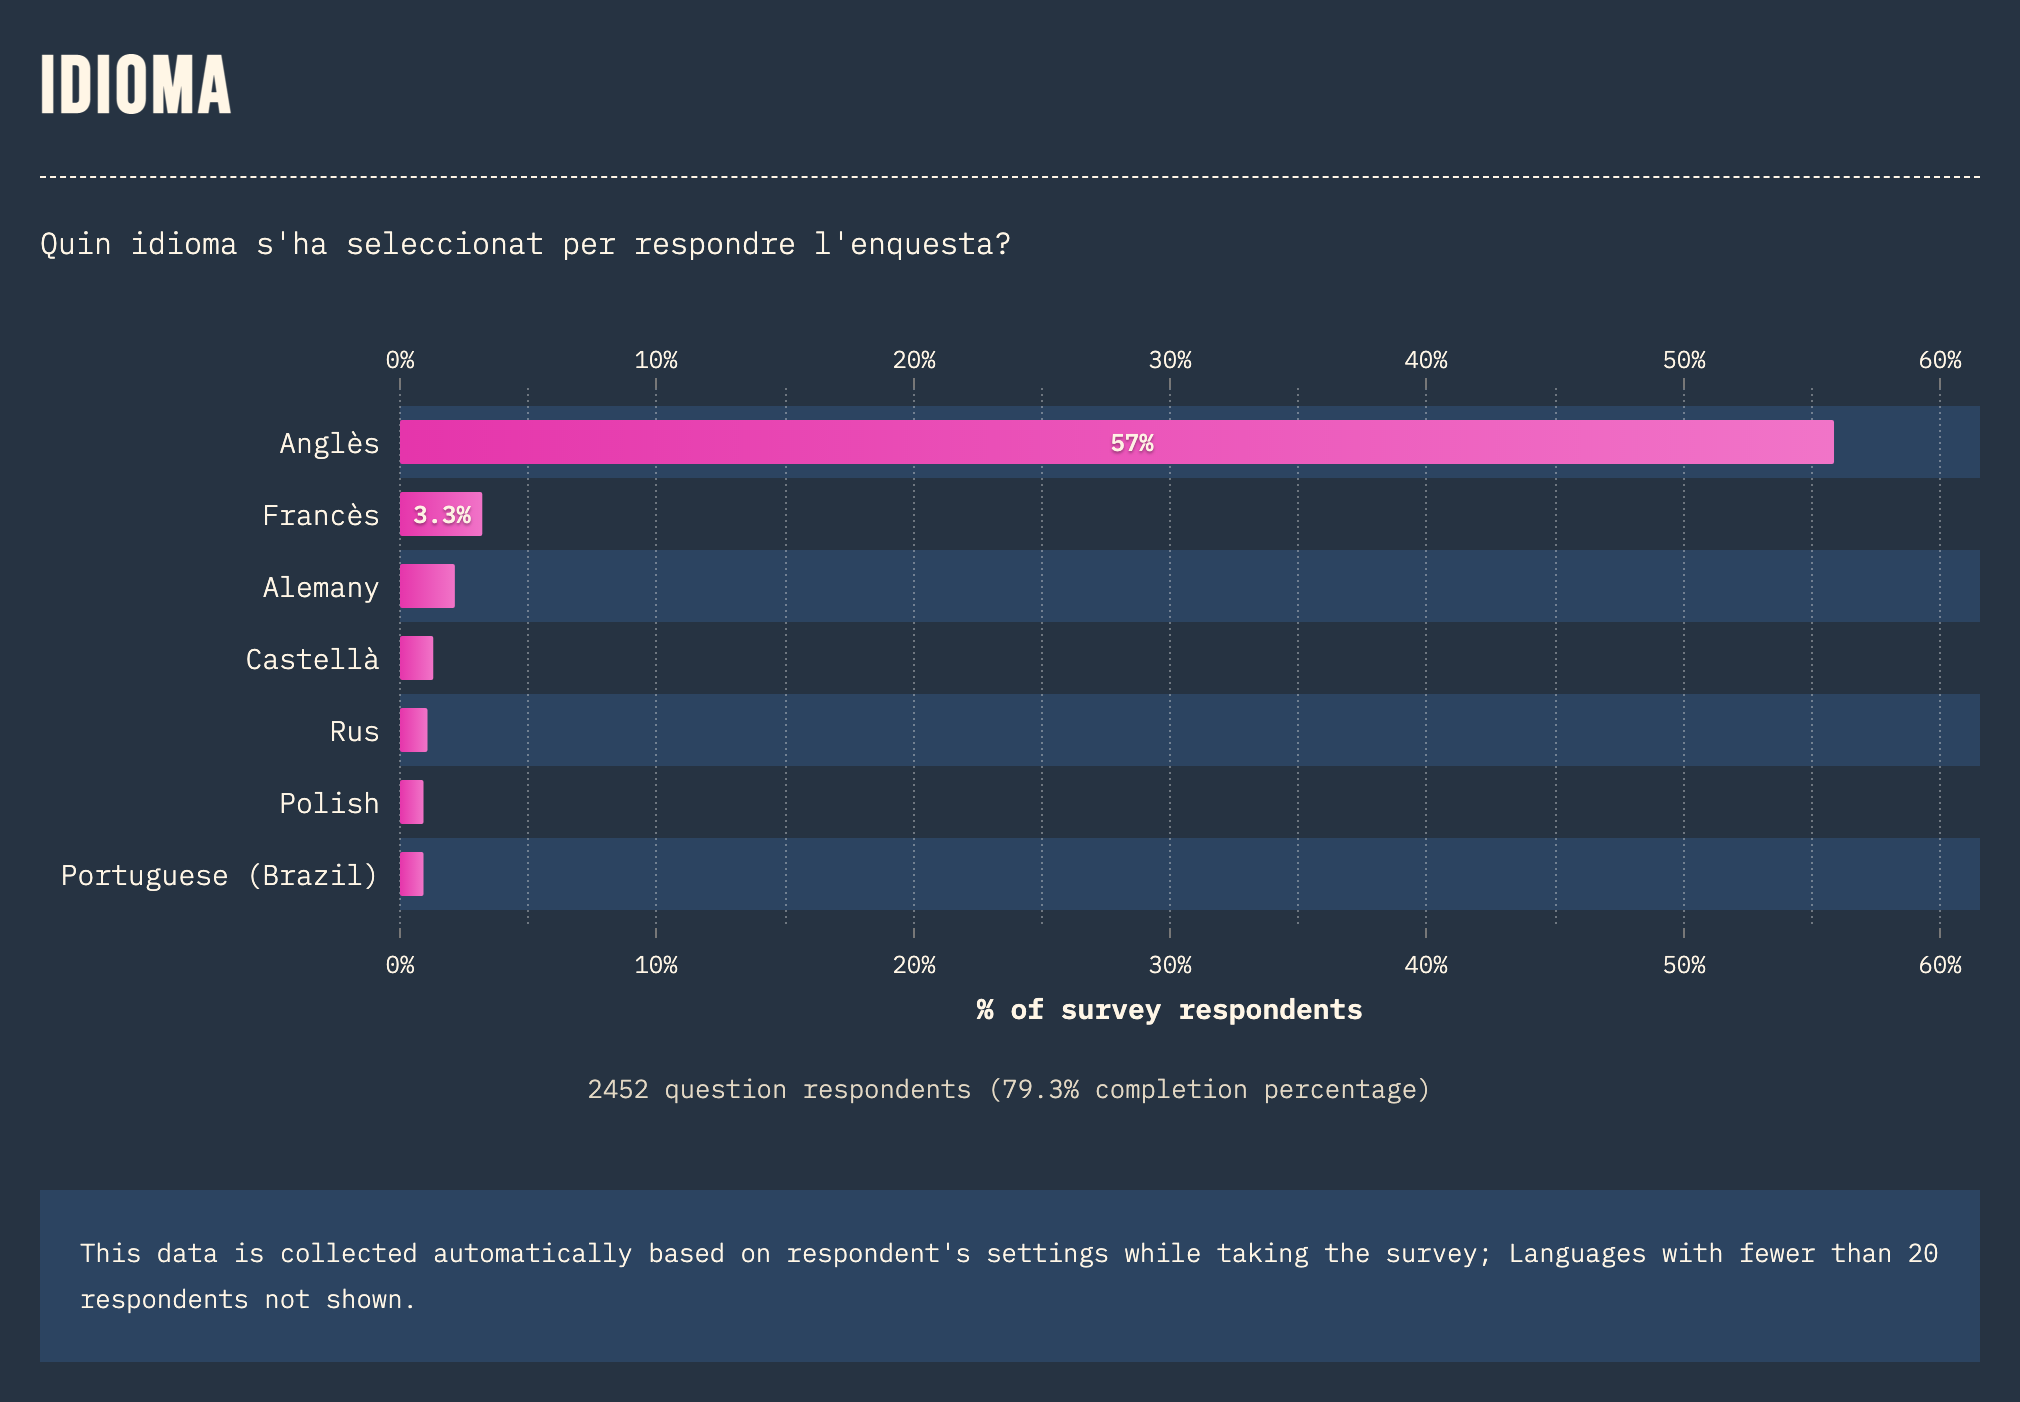 IDIOMA
Quin idioma s'ha seleccionat per respondre l'enquesta?
0% 10% 20% 30% 40% 50% 60%
Anglès 57%
Francès 3.3%
Alemany
Castellà
Rus
Polish
Portuguese (Brazil)
0% 10% 20% 30% 40% 50% 60%
% of survey respondents
2452 question respondents (79.3% completion percentage)
This data is collected automatically based on respondent's settings while taking the survey; Languages with fewer than 20
respondents not shown.